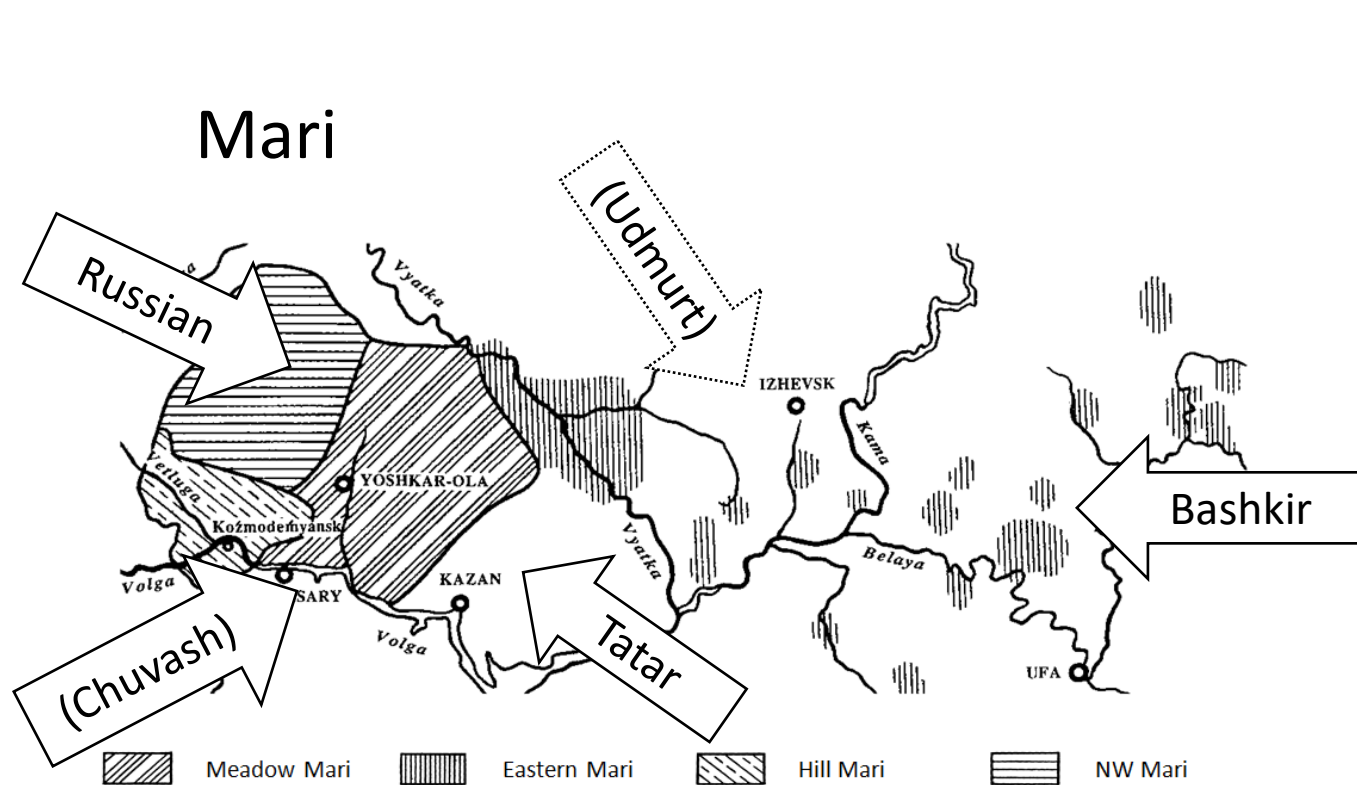 Mari
Russian
(Udmurt)
Vyatka
IZHEVSK
Kama
Vetluga
YOSHKAR-OLA
Koźmodemyansk
Bashkir
Volga
SARY
KAZAN
Vyatka
Belaya
Volga
(Chuvash)
Tatar
UFA
Meadow Mari
Eastern Mari
Hill Mari
NW Mari